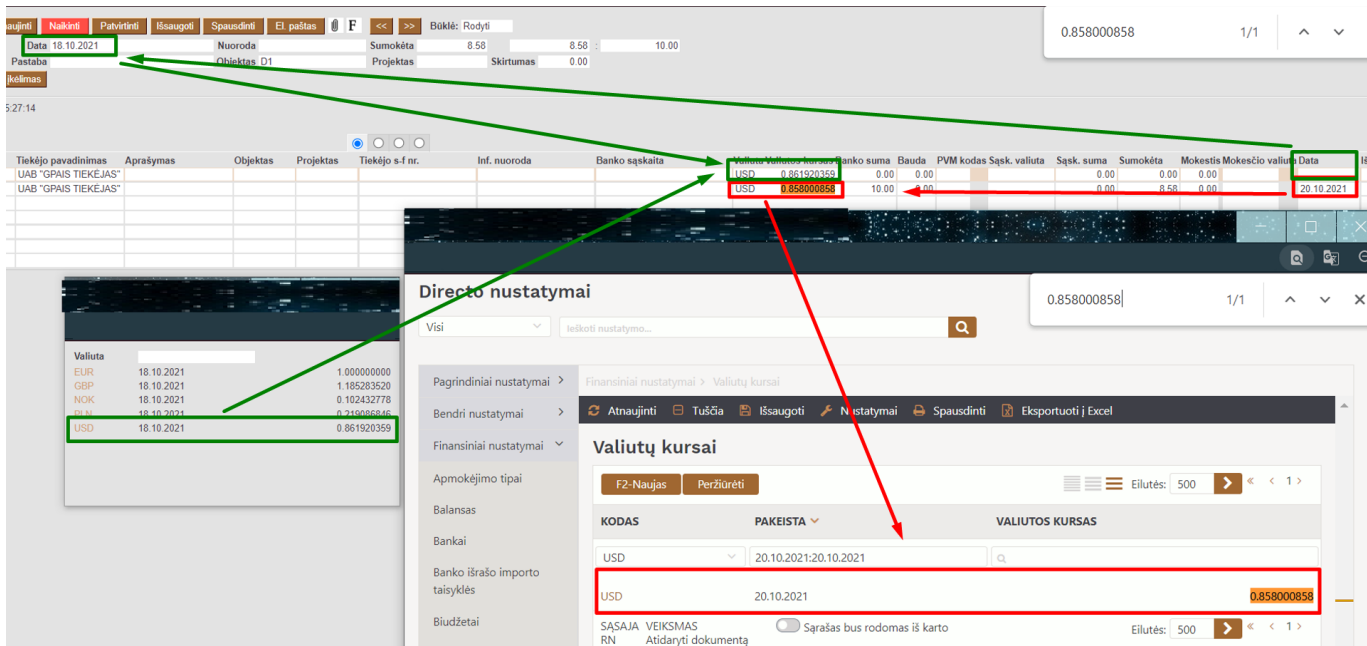 aujinti Naikinti Patvirtinti Išsaugoti Spausdinti El. paštas F << >> Būklė: Rodyti
0.858000858 1/1
Data 18.10.2021 Nuoroda Sumokėta 8.58 8.58 : 10.00
Pastaba Objektas D1 Projektas Skirtumas 0.00
įkėlimas
5:27:14
Tiekėjo pavadinimas Aprašymas Objektas Projektas Tiekėjo s-f nr. Inf. nuoroda Banko sąskaita Valiuta Valiutos kursas Banko suma Bauda PVM kodas Sąsk. valiuta Sąsk. suma Sumokėta Mokestis Mokesčio valiuta Data
UAB "GPAIS TIEKĖJAS" USD 0.861920359 0.00 0.00 0.00 0.00 0.00
UAB "GPAIS TIEKĖJAS" USD 0.858000858 10.00 0.00 0.00 8.58 0.00 20.10.2021
Directo nustatymai
0.858000858 1/1
Visi Ieškoti nustatymo...
Valiuta
EUR 18.10.2021 1.000000000
GBP 18.10.2021 1.185283520
NOK 18.10.2021 0.102432778
PLN 18.10.2021 0.219086846
USD 18.10.2021 0.861920359
Pagrindiniai nustatymai
Bendri nustatymai
Finansiniai nustatymai
Apmokėjimo tipai
Balansas
Bankai
Banko išrašo importo
taisyklės
Biudžetai
Finansiniai nustatymai > Valiutų kursai
Atnaujinti Tuščia Išsaugoti Nustatymai Spausdinti Eksportuoti į Excel
Valiutų kursai
F2-Naujas Peržiūrėti Eilutės: 500 « < 1 >
KODAS PAKEISTA VALIUTOS KURSAS
USD 20.10.2021:20.10.2021
USD 20.10.2021 0.858000858
SĄSAJA VEIKSMAS Sąrašas bus rodomas iš karto Eilutės: 500 « < 1 >
RN Atidaryti dokumentą